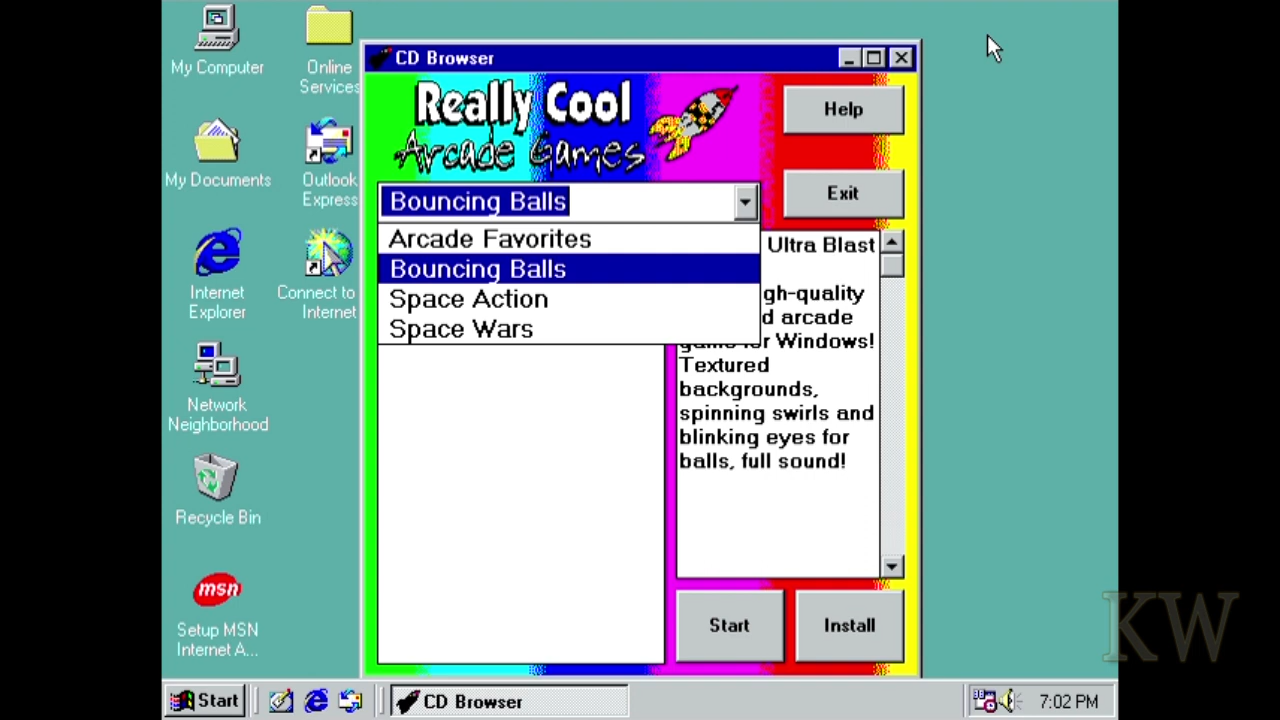 My Computer
Online
Services
My Documents
Outlook
Express
Internet
Explorer
Connect to
Internet
Network
Neighborhood
Recycle Bin
msn
Setup MSN
Internet A...
CD Browser
Really Cool
Arcade Games
Help
Exit
Bouncing Balls
Arcade Favorites
Bouncing Balls
Space Action
Space Wars
Ultra Blast
gh-quality
d arcade
game for Windows!
Textured
backgrounds,
spinning swirls and
blinking eyes for
balls, full sound!
Start
Install
KW
Start
CD Browser
7:02 PM